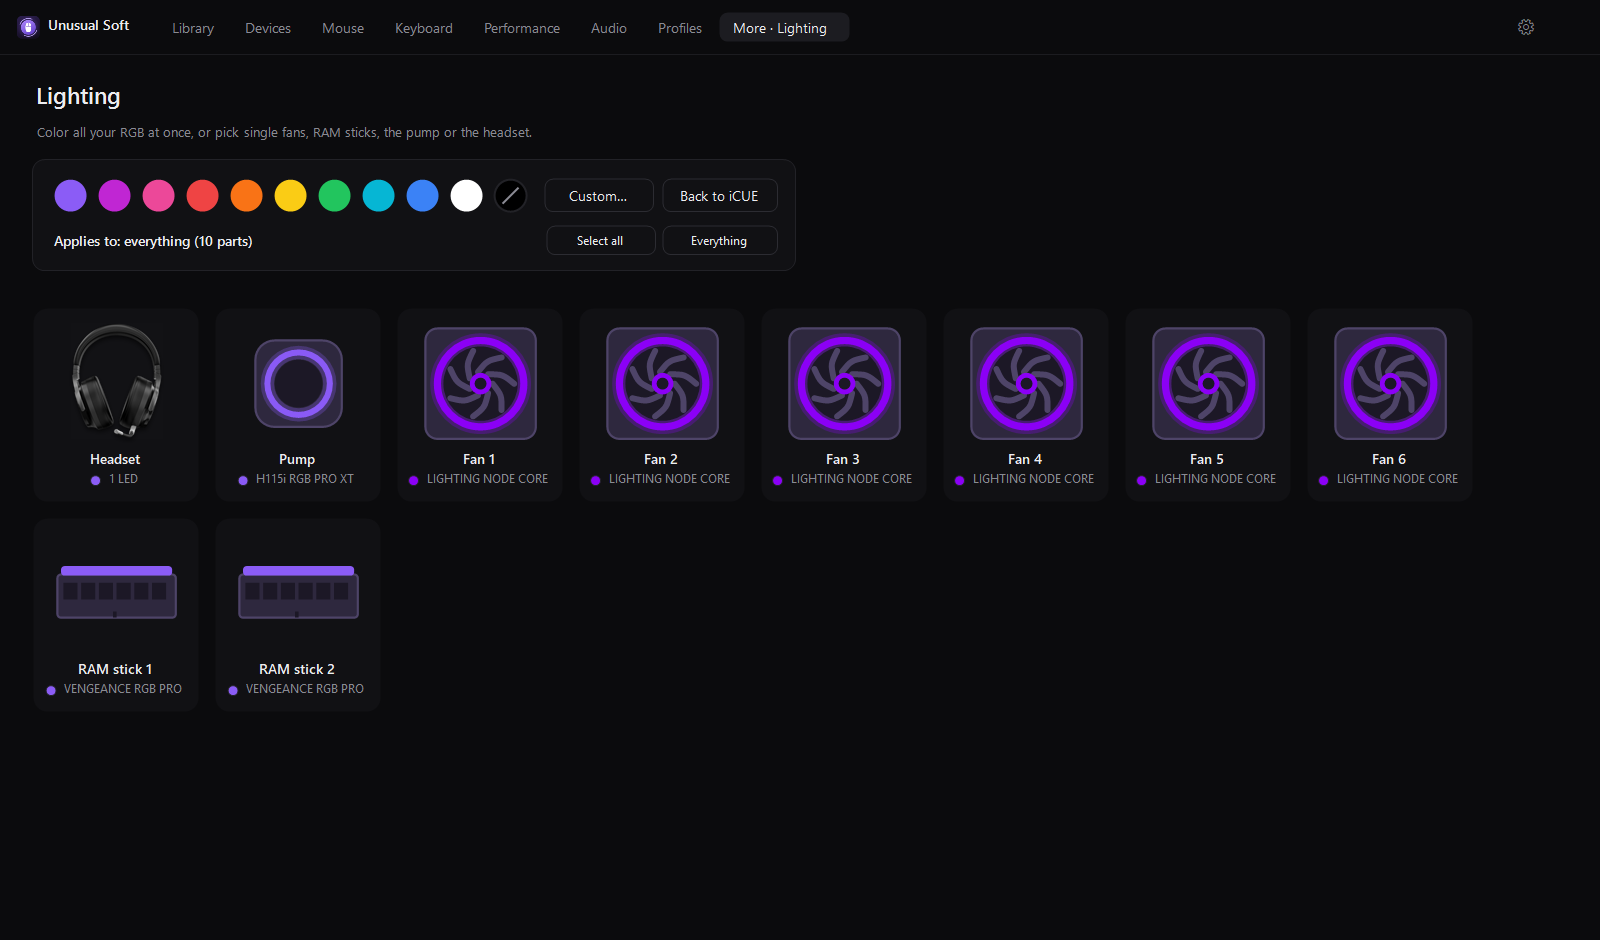 Unusual Soft
Library
Devices
Mouse
Keyboard
Performance
Audio
Profiles
More · Lighting
Lighting
Color all your RGB at once, or pick single fans, RAM sticks, the pump or the headset.
Custom...
Back to iCUE
Applies to: everything (10 parts)
Select all
Everything
Headset
1 LED
Pump
H115i RGB PRO XT
Fan 1
LIGHTING NODE CORE
Fan 2
LIGHTING NODE CORE
Fan 3
LIGHTING NODE CORE
Fan 4
LIGHTING NODE CORE
Fan 5
LIGHTING NODE CORE
Fan 6
LIGHTING NODE CORE
RAM stick 1
VENGEANCE RGB PRO
RAM stick 2
VENGEANCE RGB PRO